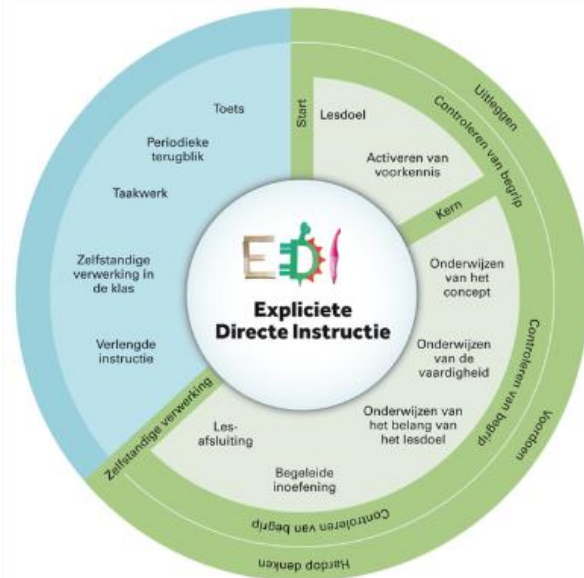 Start
Lesdoel
Activeren van
voorkennis
Kern
Onderwijzen
van het
concept
Onderwijzen
van de
vaardigheid
Onderwijzen van
het belang van
het lesdoel
Begeleide
inoefening
Les-
afsluiting
Zelfstandige verwerking
Verlengde
instructie
Zelfstandige
verwerking in
de klas
Taakwerk
Periodieke
terugblik
Toets
Uitleggen
Controleren van begrip
Voordoen
Controleren van begrip
Hardop denken
Controleren van begrip
EDI
Expliciete
Directe Instructie